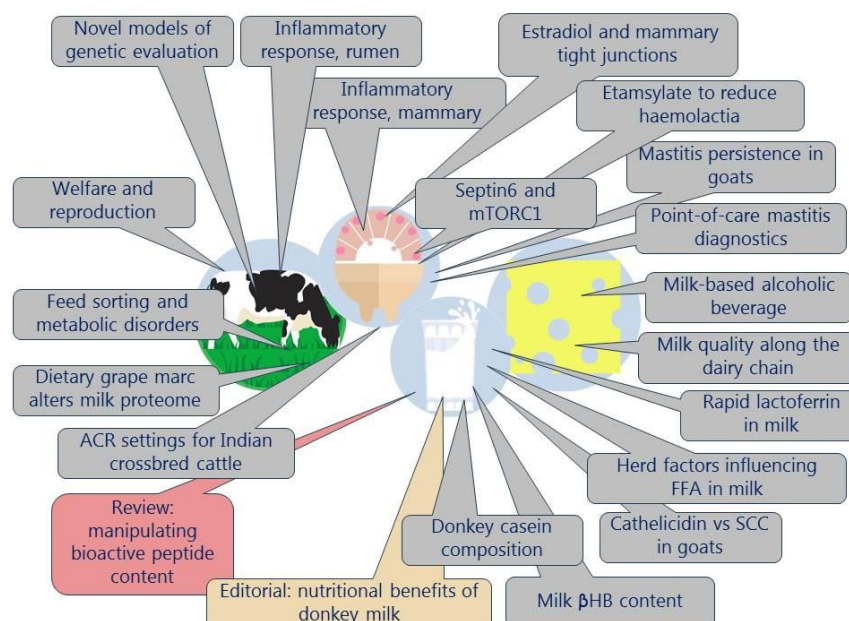 Novel models of
genetic evaluation
Inflammatory
response, rumen
Estradiol and mammary
tight junctions
Inflammatory
response, mammary
Etamsylate to reduce
haemolactia
Mastitis persistence in
goats
Welfare and
reproduction
Septin6 and
mTORC1
Point-of-care mastitis
diagnostics
Feed sorting and
metabolic disorders
Milk-based alcoholic
beverage
Milk quality along the
dairy chain
Dietary grape marc
alters milk proteome
Rapid lactoferrin
in milk
ACR settings for Indian
crossbred cattle
Herd factors influencing
FFA in milk
Review:
manipulating
bioactive peptide
content
Donkey casein
composition
Cathelicidin vs SCC
in goats
Editorial: nutritional benefits of
donkey milk
Milk βHB content